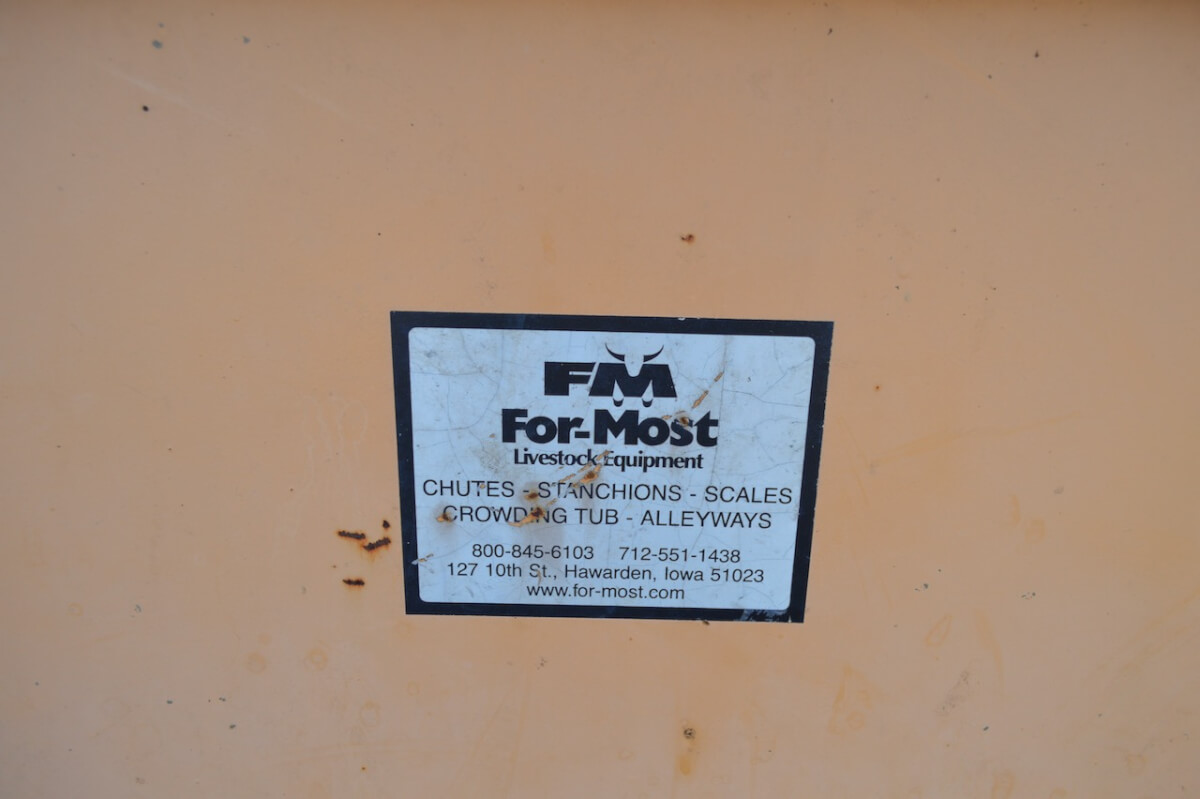 FM
For-Most
Livestock Equipment
CHUTES - STANCHIONS - SCALES
CROWDING TUB - ALLEYWAYS
800-845-6103 712-551-1438
127 10th St., Hawarden, Iowa 51023
www.for-most.com